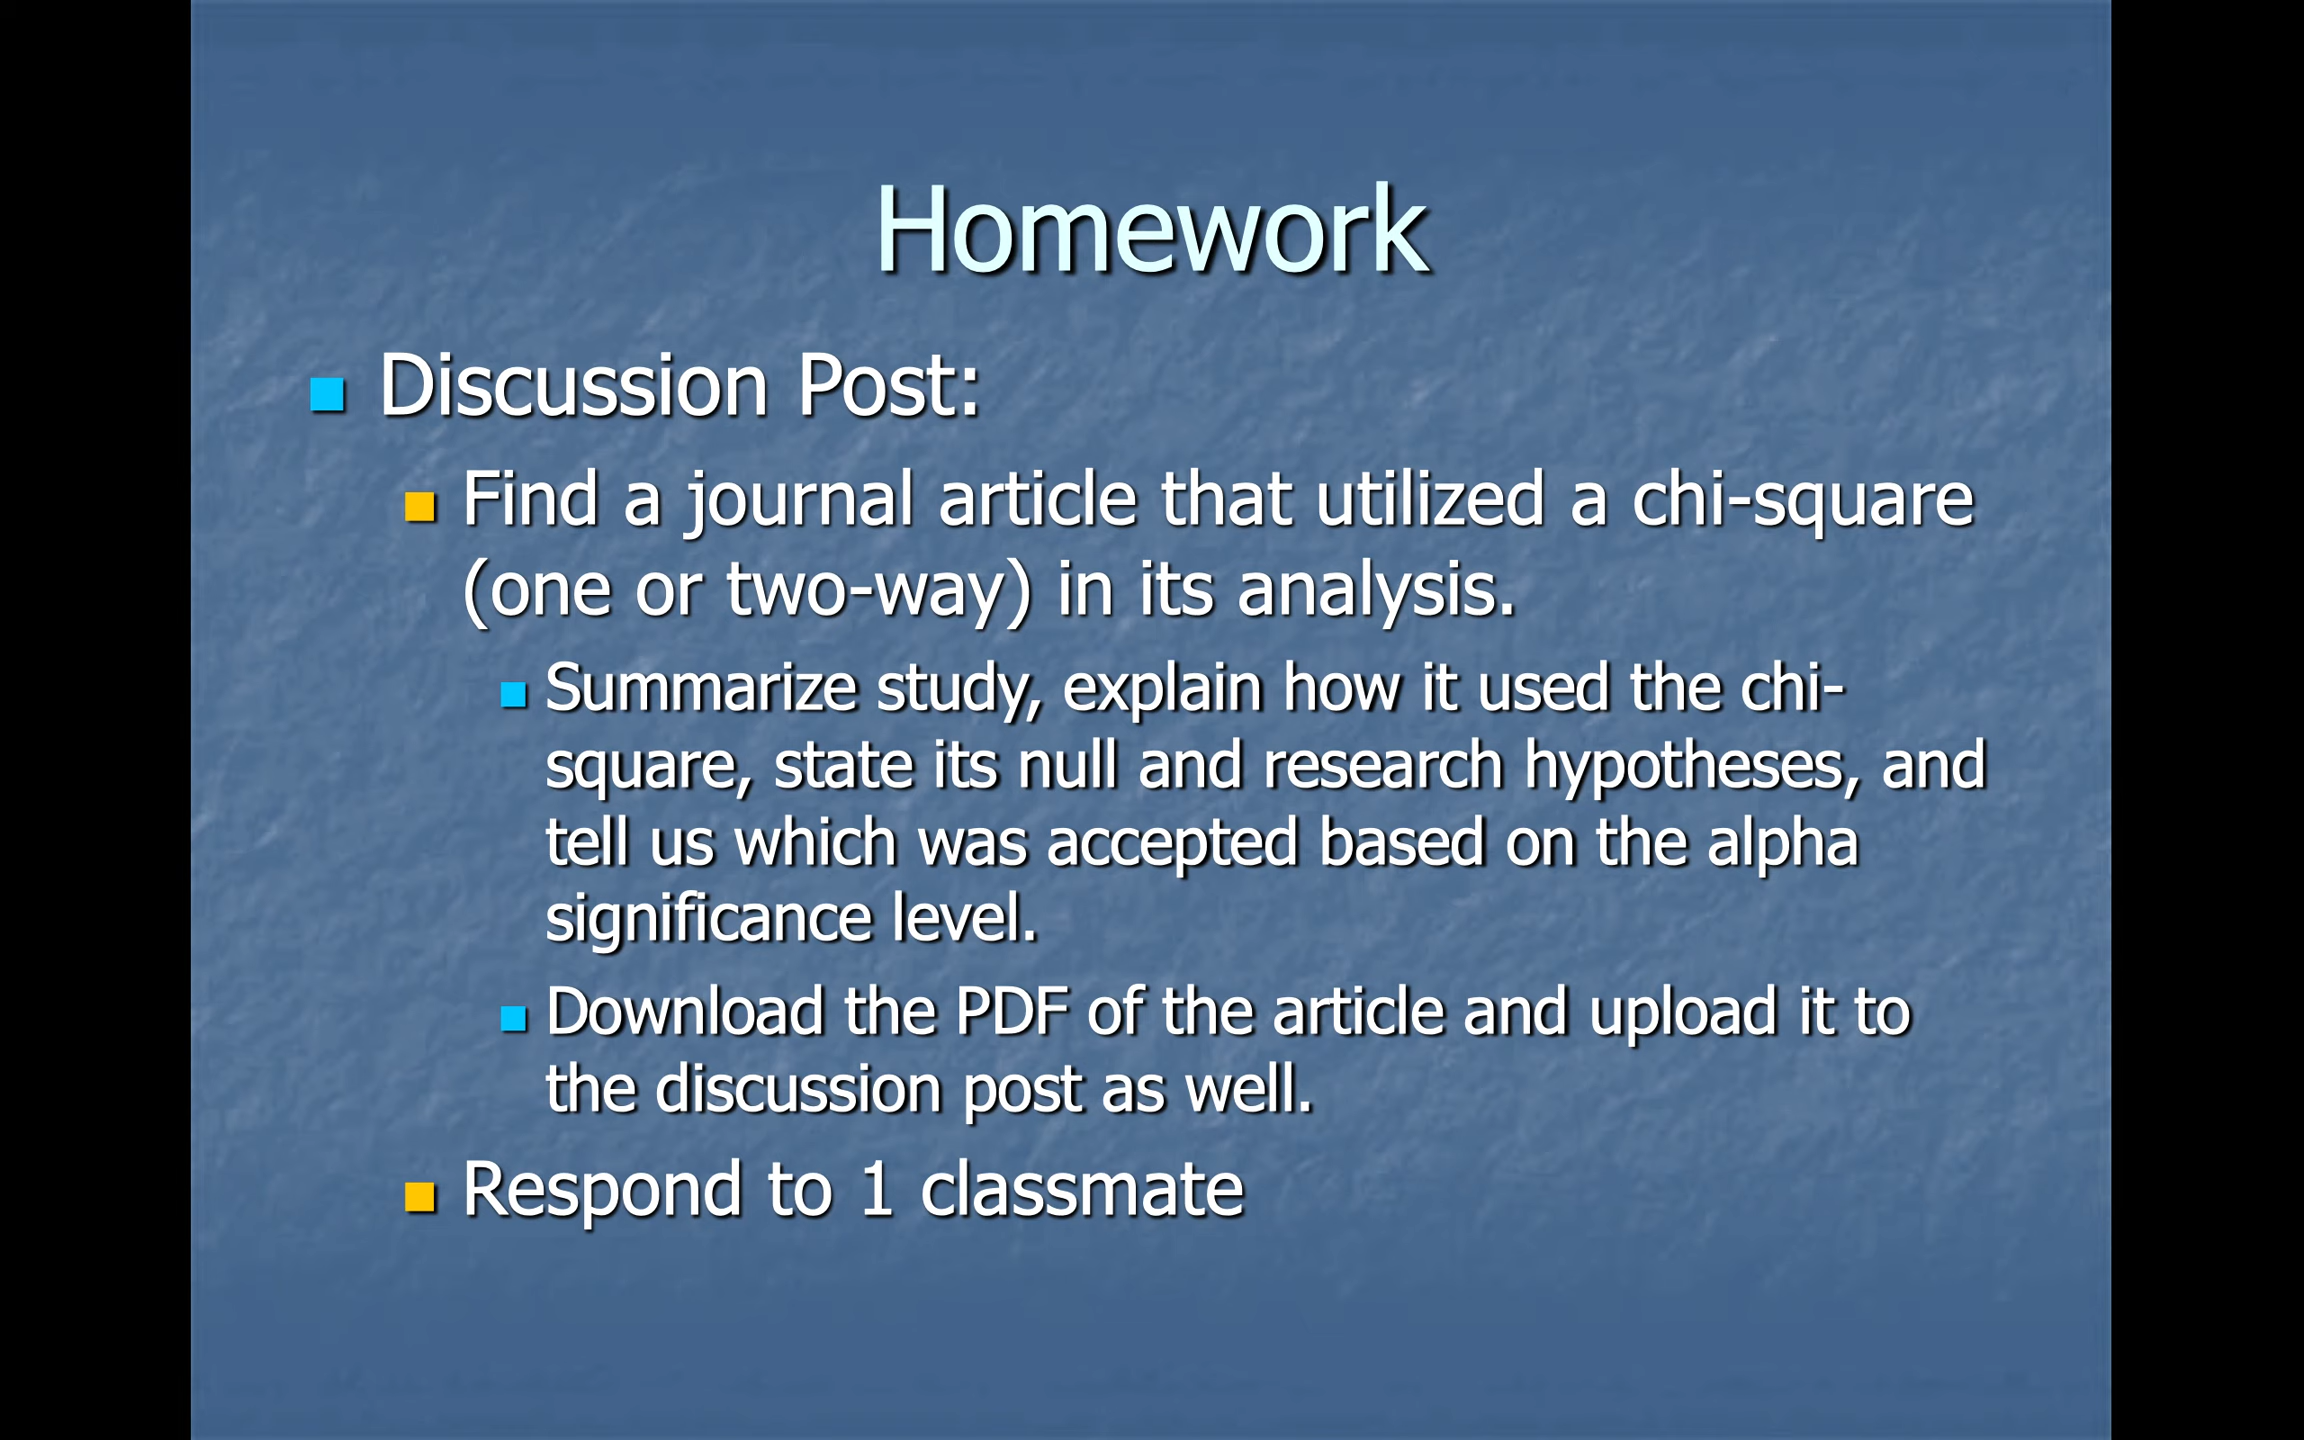 Homework
Discussion Post:
Find a journal article that utilized a chi-square
(one or two-way) in its analysis.
Summarize study, explain how it used the chi-
square, state its null and research hypotheses, and
tell us which was accepted based on the alpha
significance level.
Download the PDF of the article and upload it to
the discussion post as well.
Respond to 1 classmate